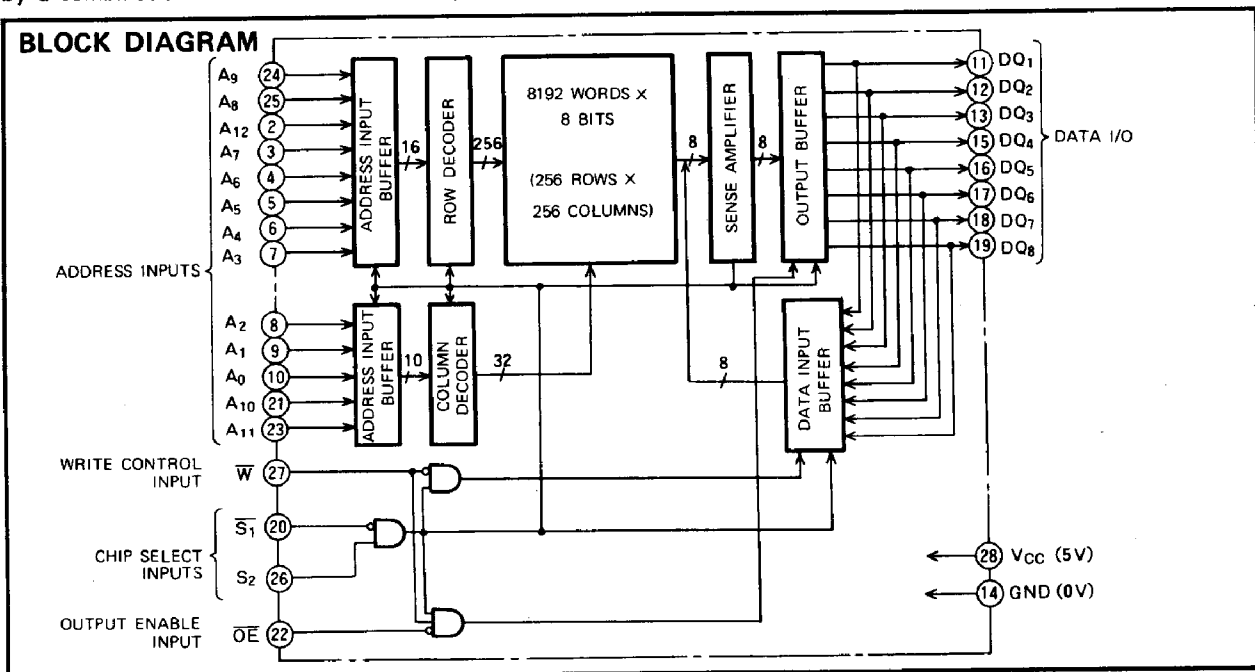 BLOCK DIAGRAM
A9 24
A8 25
A12 2
A7 3
A6 4
A5 5
A4 6
A3 7
ADDRESS INPUTS
A2 8
A1 9
A0 10
A10 21
A11 23
WRITE CONTROL
INPUT
W̅ 27
S̅1̅ 20
CHIP SELECT
INPUTS
S2 26
OUTPUT ENABLE
INPUT
O̅E̅ 22
ADDRESS INPUT
BUFFER
16
ROW DECODER
256
8192 WORDS ×
8 BITS
(256 ROWS ×
256 COLUMNS)
8
SENSE AMPLIFIER
8
OUTPUT BUFFER
ADDRESS INPUT
BUFFER
10
COLUMN
DECODER
32
8
DATA INPUT
BUFFER
11 DQ1
12 DQ2
13 DQ3
15 DQ4
16 DQ5
17 DQ6
18 DQ7
19 DQ8
DATA I/O
28 VCC (5V)
14 GND (0V)